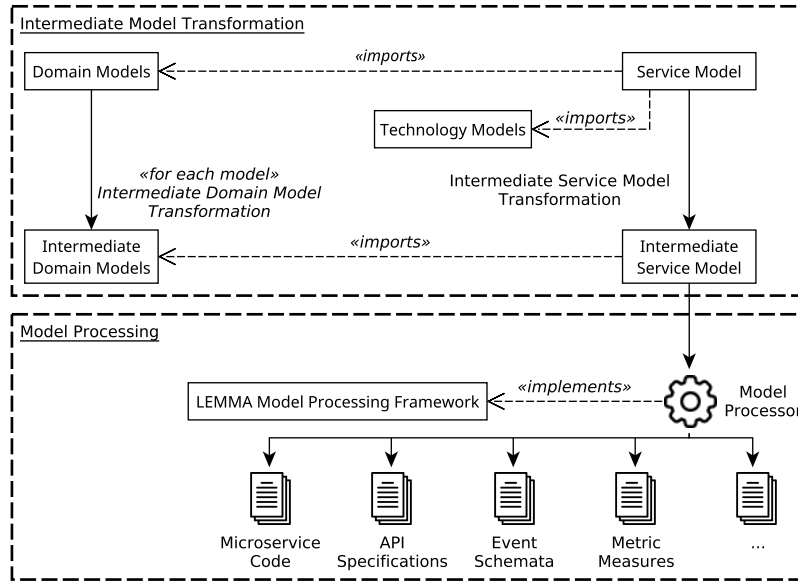 Intermediate Model Transformation
Domain Models
«imports»
Service Model
Technology Models
«imports»
«for each model»
Intermediate Domain Model
Transformation
Intermediate Service Model
Transformation
Intermediate
Domain Models
«imports»
Intermediate
Service Model
Model Processing
LEMMA Model Processing Framework
«implements»
Model
Processor
Microservice
Code
API
Specifications
Event
Schemata
Metric
Measures
...